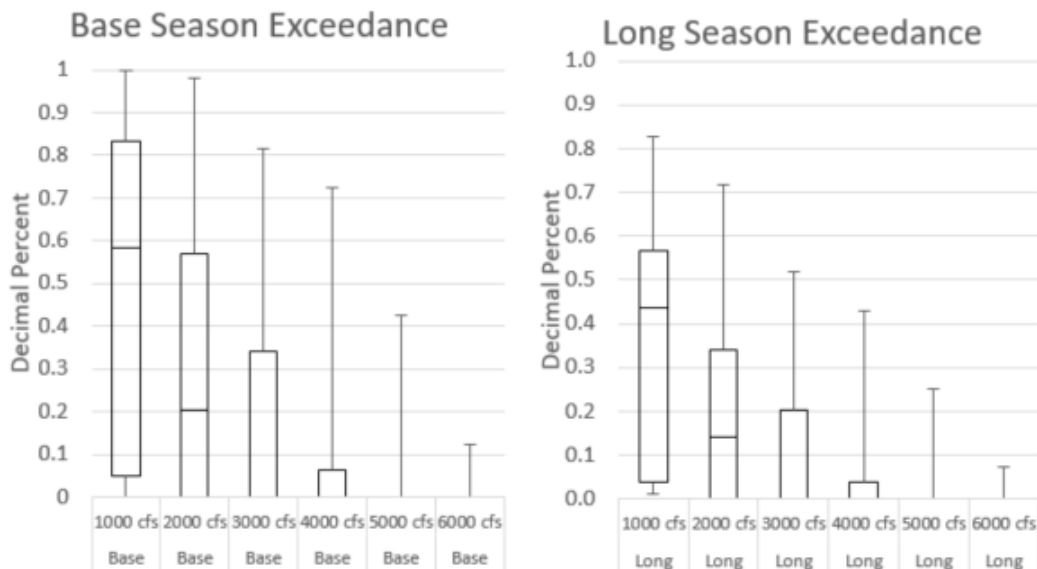 Base Season Exceedance
Decimal Percent
1
0.9
0.8
0.7
0.6
0.5
0.4
0.3
0.2
0.1
0
1000 cfs 2000 cfs 3000 cfs 4000 cfs 5000 cfs 6000 cfs
Base Base Base Base Base Base
Long Season Exceedance
Decimal Percent
1.0
0.9
0.8
0.7
0.6
0.5
0.4
0.3
0.2
0.1
0.0
1000 cfs 2000 cfs 3000 cfs 4000 cfs 5000 cfs 6000 cfs
Long Long Long Long Long Long